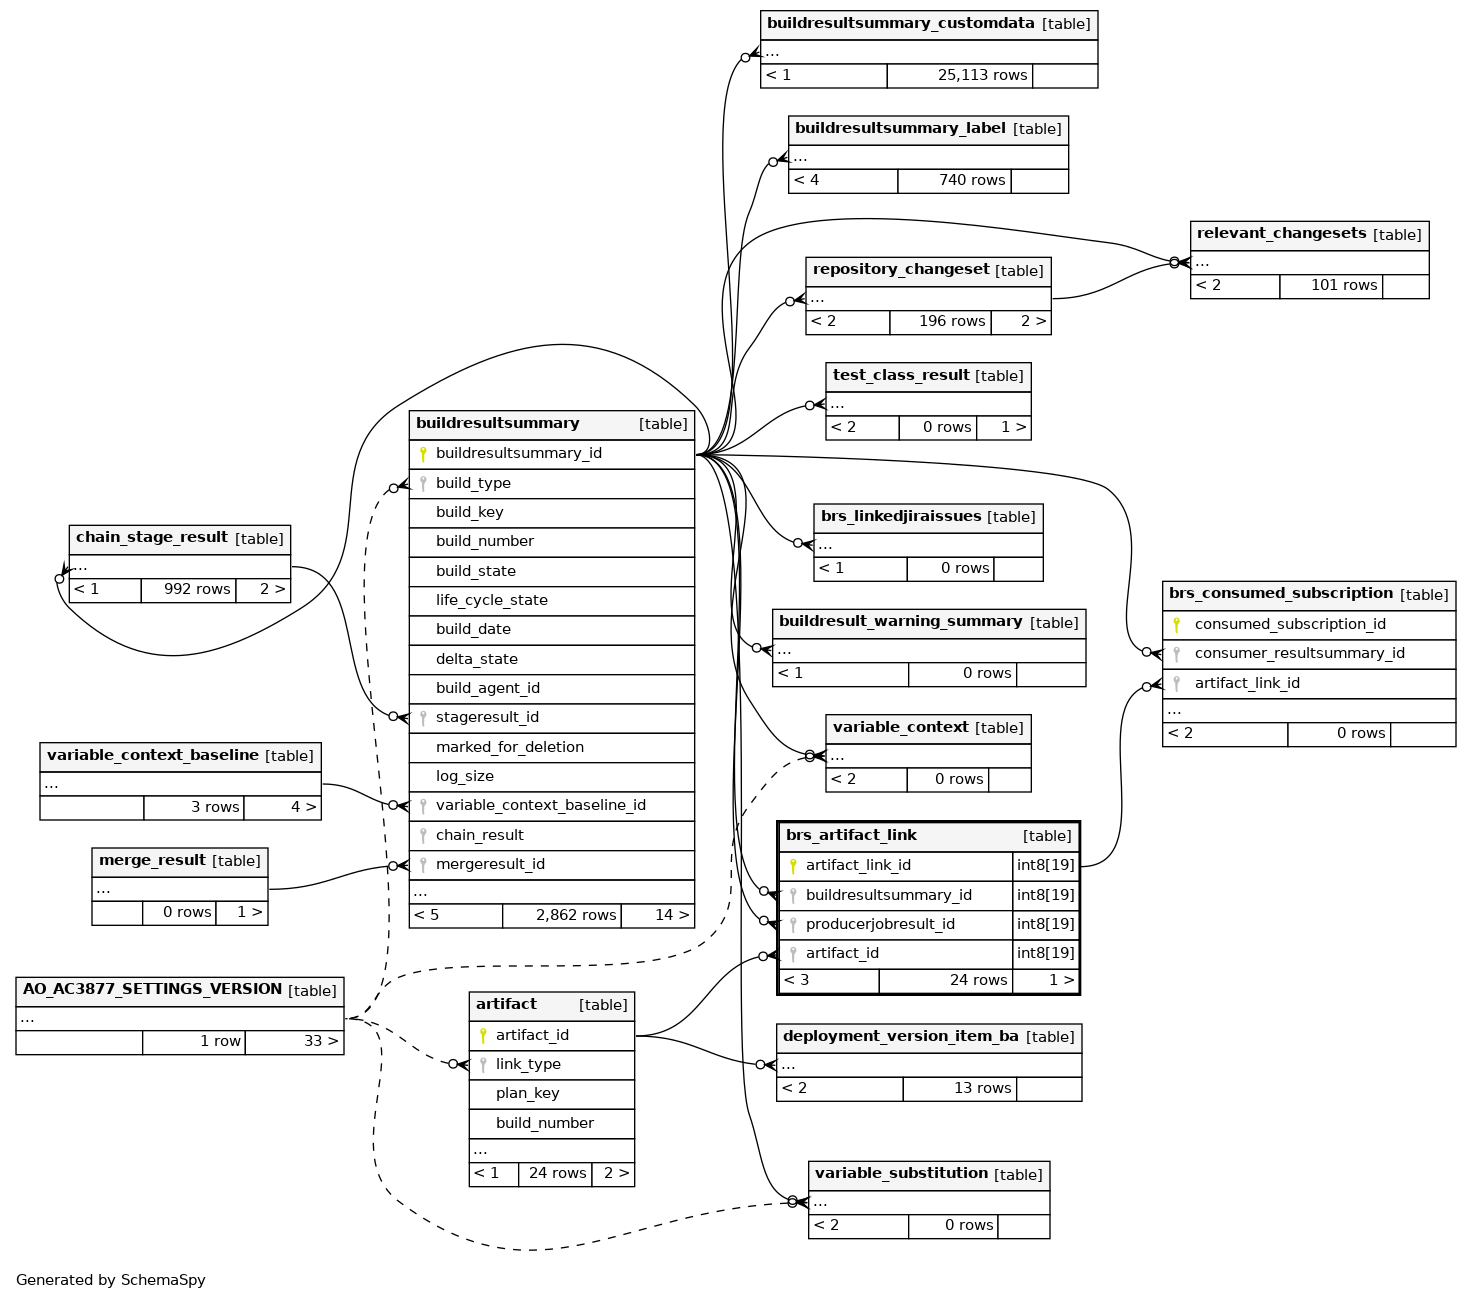 buildresultsummary_customdata [table]
...
< 1 25,113 rows
buildresultsummary_label [table]
...
< 4 740 rows
relevant_changesets [table]
...
< 2 101 rows
repository_changeset [table]
...
< 2 196 rows 2 >
test_class_result [table]
...
< 2 0 rows 1 >
buildresultsummary [table]
buildresultsummary_id
build_type
build_key
build_number
build_state
life_cycle_state
build_date
delta_state
build_agent_id
stageresult_id
marked_for_deletion
log_size
variable_context_baseline_id
chain_result
mergeresult_id
...
< 5 2,862 rows 14 >
chain_stage_result [table]
...
< 1 992 rows 2 >
brs_linkedjiraissues [table]
...
< 1 0 rows
brs_consumed_subscription [table]
consumed_subscription_id
consumer_resultsummary_id
artifact_link_id
...
< 2 0 rows
buildresult_warning_summary [table]
...
< 1 0 rows
variable_context [table]
...
< 2 0 rows
variable_context_baseline [table]
...
3 rows 4 >
merge_result [table]
...
0 rows 1 >
brs_artifact_link [table]
artifact_link_id int8[19]
buildresultsummary_id int8[19]
producerjobresult_id int8[19]
artifact_id int8[19]
< 3 24 rows 1 >
AO_AC3877_SETTINGS_VERSION [table]
...
1 row 33 >
artifact [table]
artifact_id
link_type
plan_key
build_number
...
< 1 24 rows 2 >
deployment_version_item_ba [table]
...
< 2 13 rows
variable_substitution [table]
...
< 2 0 rows
Generated by SchemaSpy